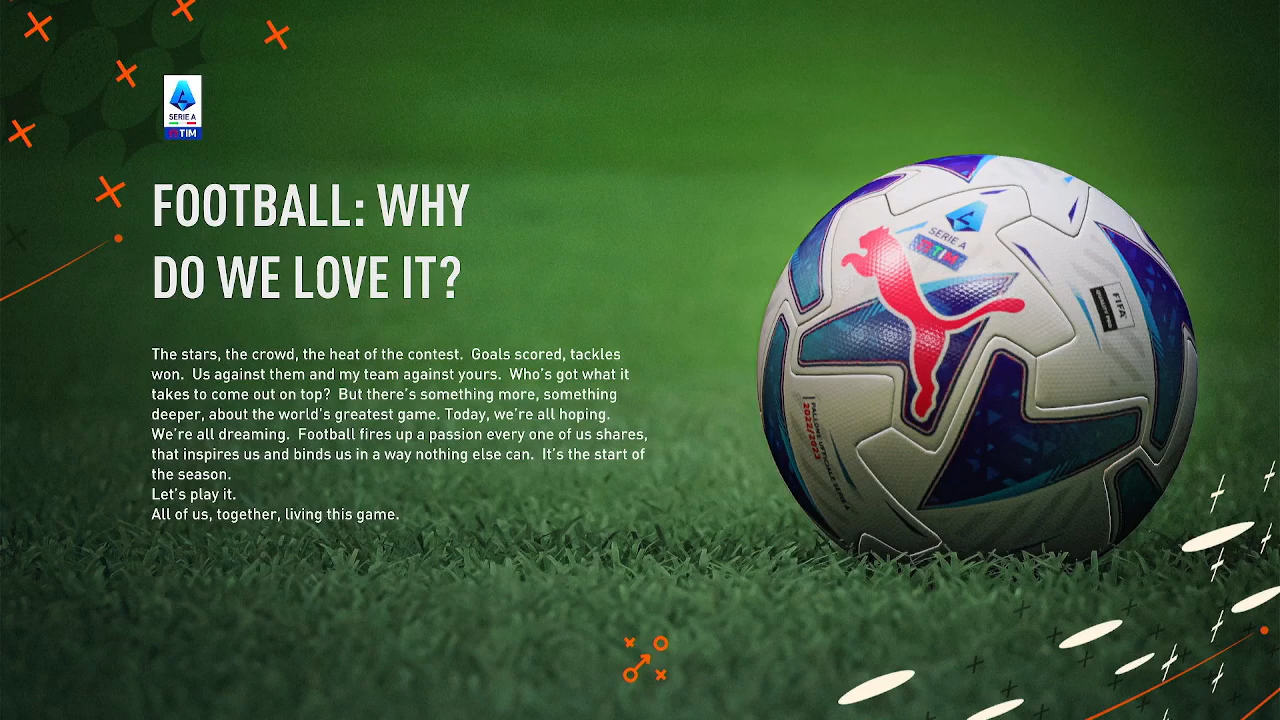 SERIE A
TIM
FOOTBALL: WHY
DO WE LOVE IT?
The stars, the crowd, the heat of the contest.  Goals scored, tackles
won.  Us against them and my team against yours.  Who's got what it
takes to come out on top?  But there's something more, something
deeper, about the world's greatest game. Today, we're all hoping.
We're all dreaming.  Football fires up a passion every one of us shares,
that inspires us and binds us in a way nothing else can.  It's the start of
the season.
Let's play it.
All of us, together, living this game.
SERIE A
TIM
FIFA
PALLONE UFFICIALE SERIE A
2022/2023